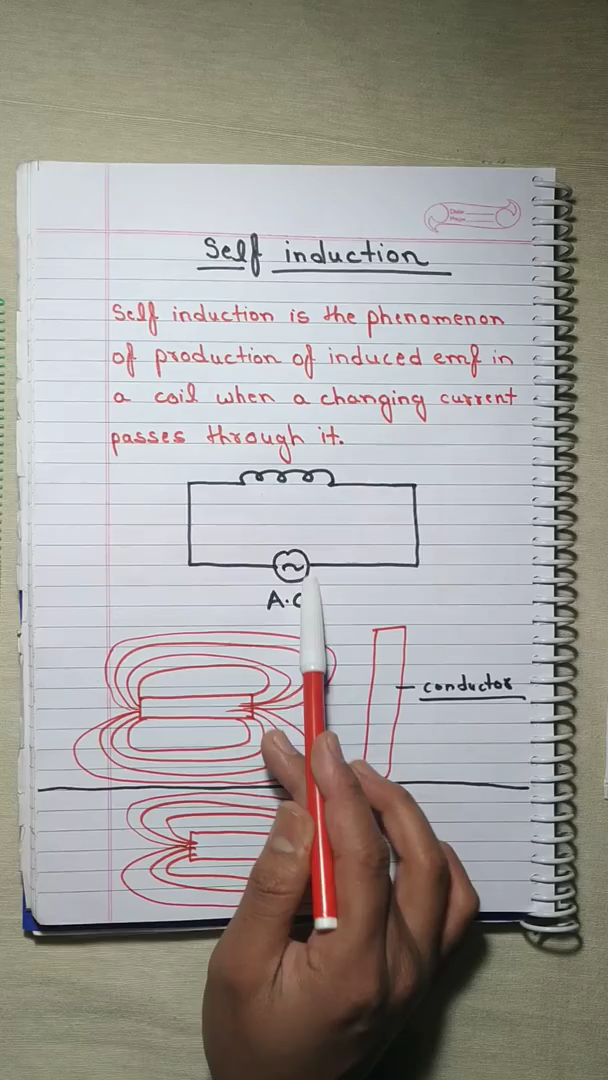 Self induction
Self induction is the phenomenon
of production of induced emf in
a coil when a changing current
passes through it.
A.C
conductor